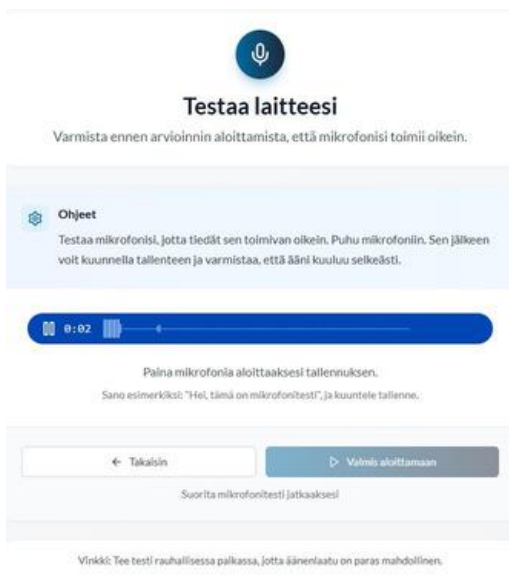 Testaa laitteesi
Varmista ennen arvioinnin aloittamista, että mikrofonisi toimii oikein.
Ohjeet
Testaa mikrofonisi, jotta tiedät sen toimivan oikein. Puhu mikrofoniin. Sen jälkeen
voit kuunnella tallenteen ja varmistaa, että ääni kuuluu selkeästi.
0:02
Paina mikrofonia aloittaaksesi tallennuksen.
Sano esimerkiksi: "Hei, tämä on mikrofonitesti", ja kuuntele tallenne.
Takaisin
Valmis aloittamaan
Suorita mikrofonitesti jatkaaksesi
Vinkki: Tee testi rauhallisessa paikassa, jotta äänenlaatu on paras mahdollinen.